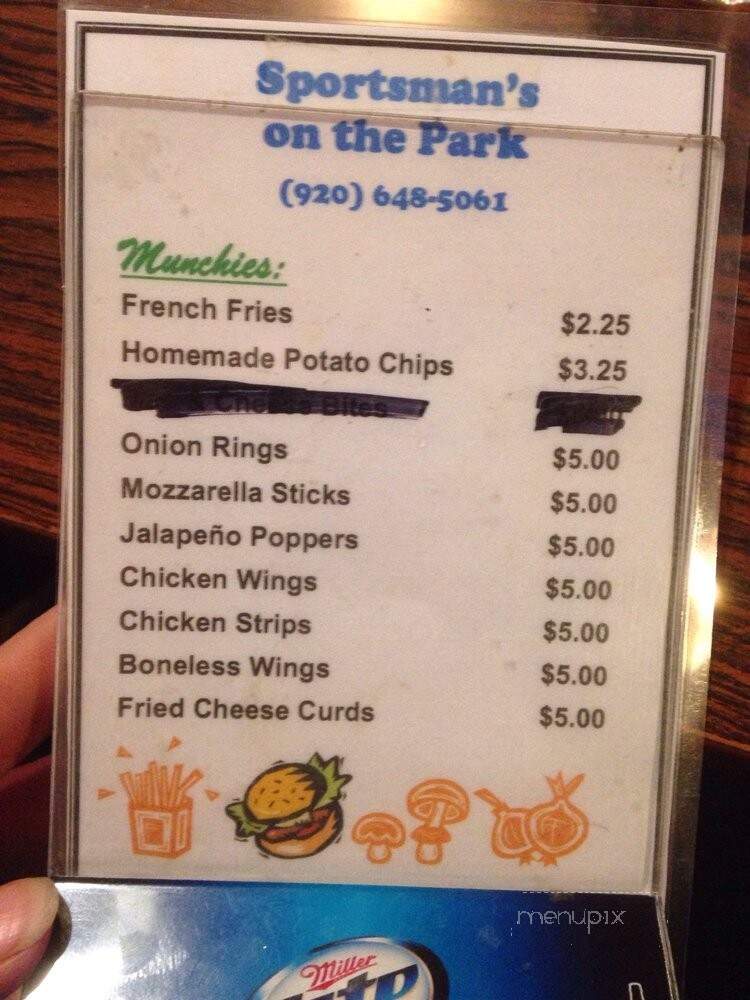 Sportsman's
on the Park
(920) 648-5061
Munchies:
French Fries $2.25
Homemade Potato Chips $3.25
Bites
Onion Rings $5.00
Mozzarella Sticks $5.00
Jalapeño Poppers $5.00
Chicken Wings $5.00
Chicken Strips $5.00
Boneless Wings $5.00
Fried Cheese Curds $5.00
menupix
Miller